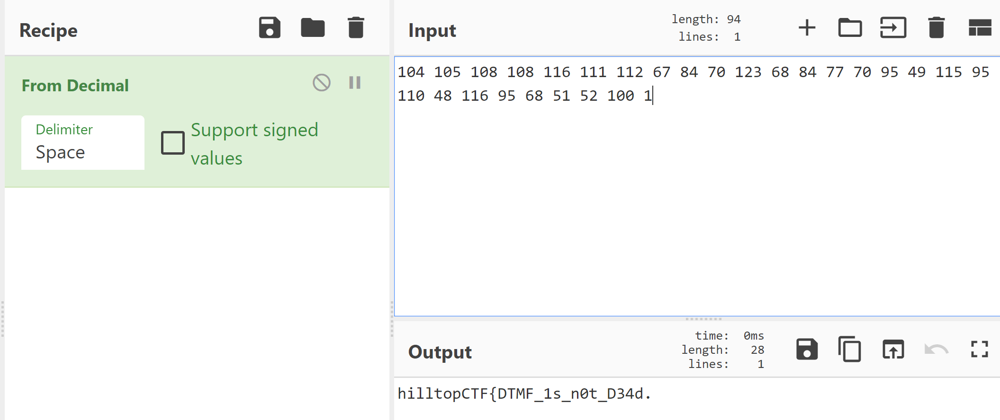 Recipe
From Decimal
Delimiter
Space
Support signed
values
Input
length: 94
lines: 1
104 105 108 108 116 111 112 67 84 70 123 68 84 77 70 95 49 115 95
110 48 116 95 68 51 52 100 1
Output
time: 0ms
length: 28
lines: 1
hilltopCTF{DTMF_1s_n0t_D34d.